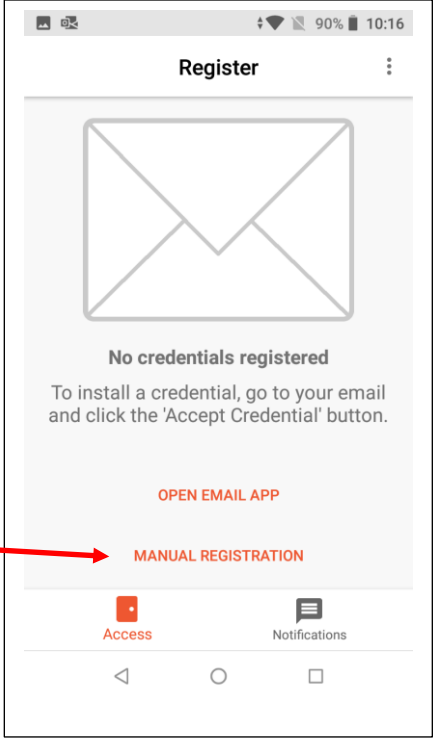 90% 10:16
Register
No credentials registered
To install a credential, go to your email
and click the 'Accept Credential' button.
OPEN EMAIL APP
MANUAL REGISTRATION
Access Notifications